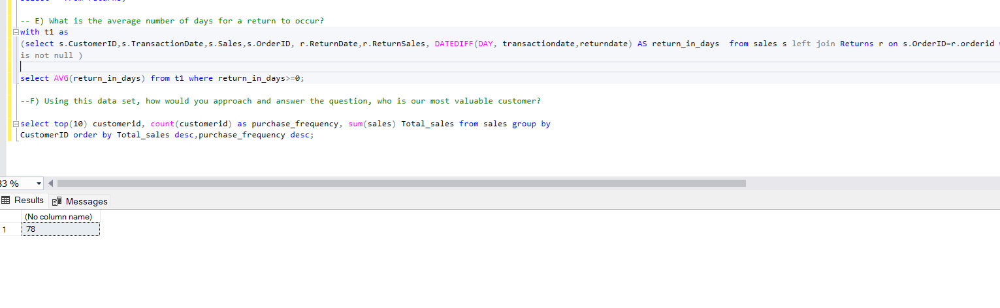 -- E) What is the average number of days for a return to occur?
with t1 as
(select s.CustomerID,s.TransactionDate,s.Sales,s.OrderID, r.ReturnDate,r.ReturnSales, DATEDIFF(DAY, transactiondate,returndate) AS return_in_days from sales s left join Returns r on s.OrderID=r.orderid
is not null )
select AVG(return_in_days) from t1 where return_in_days>=0;
--F) Using this data set, how would you approach and answer the question, who is our most valuable customer?
select top(10) customerid, count(customerid) as purchase_frequency, sum(sales) Total_sales from sales group by
CustomerID order by Total_sales desc,purchase_frequency desc;
33 %
Results Messages
(No column name)
1 78